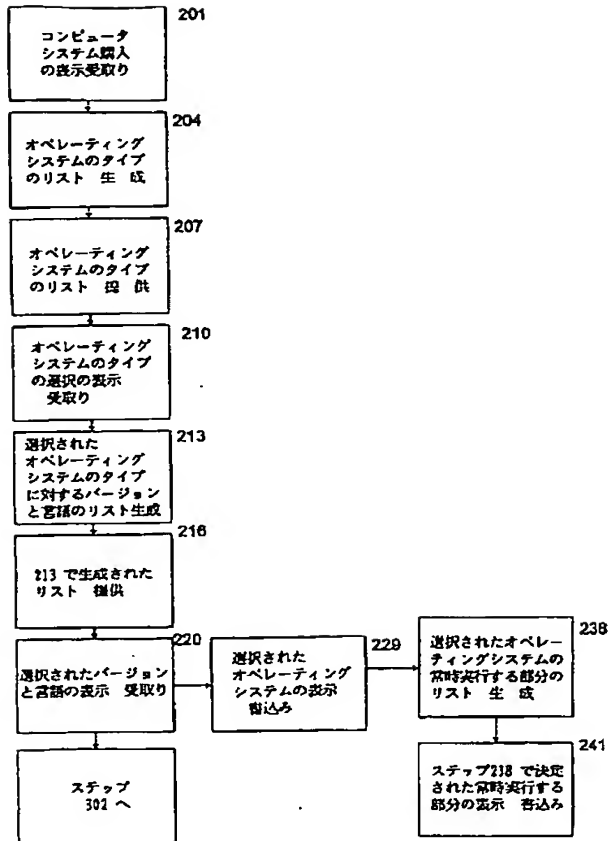 201
コンピュータ
システム購入
の表示受取り
204
オペレーティング
システムのタイプ
のリスト 生 成
207
オペレーティング
システムのタイプ
のリスト 提 供
210
オペレーティング
システムのタイプ
の選択の表示
受取り
213
選択された
オペレーティング
システムのタイプ
に対するバージョン
と言語のリスト生成
216
213 で生成された
リスト 提供
220
選択されたバージョン
と言語の表示 受取り
229
選択された
オペレーティング
システムの表示
書込み
238
選択されたオペレー
ティングシステムの
常時実行する部分の
リスト 生 成
241
ステップ238 で決定
された常時実行する
部分の表示 書込み
ステップ
302 へ